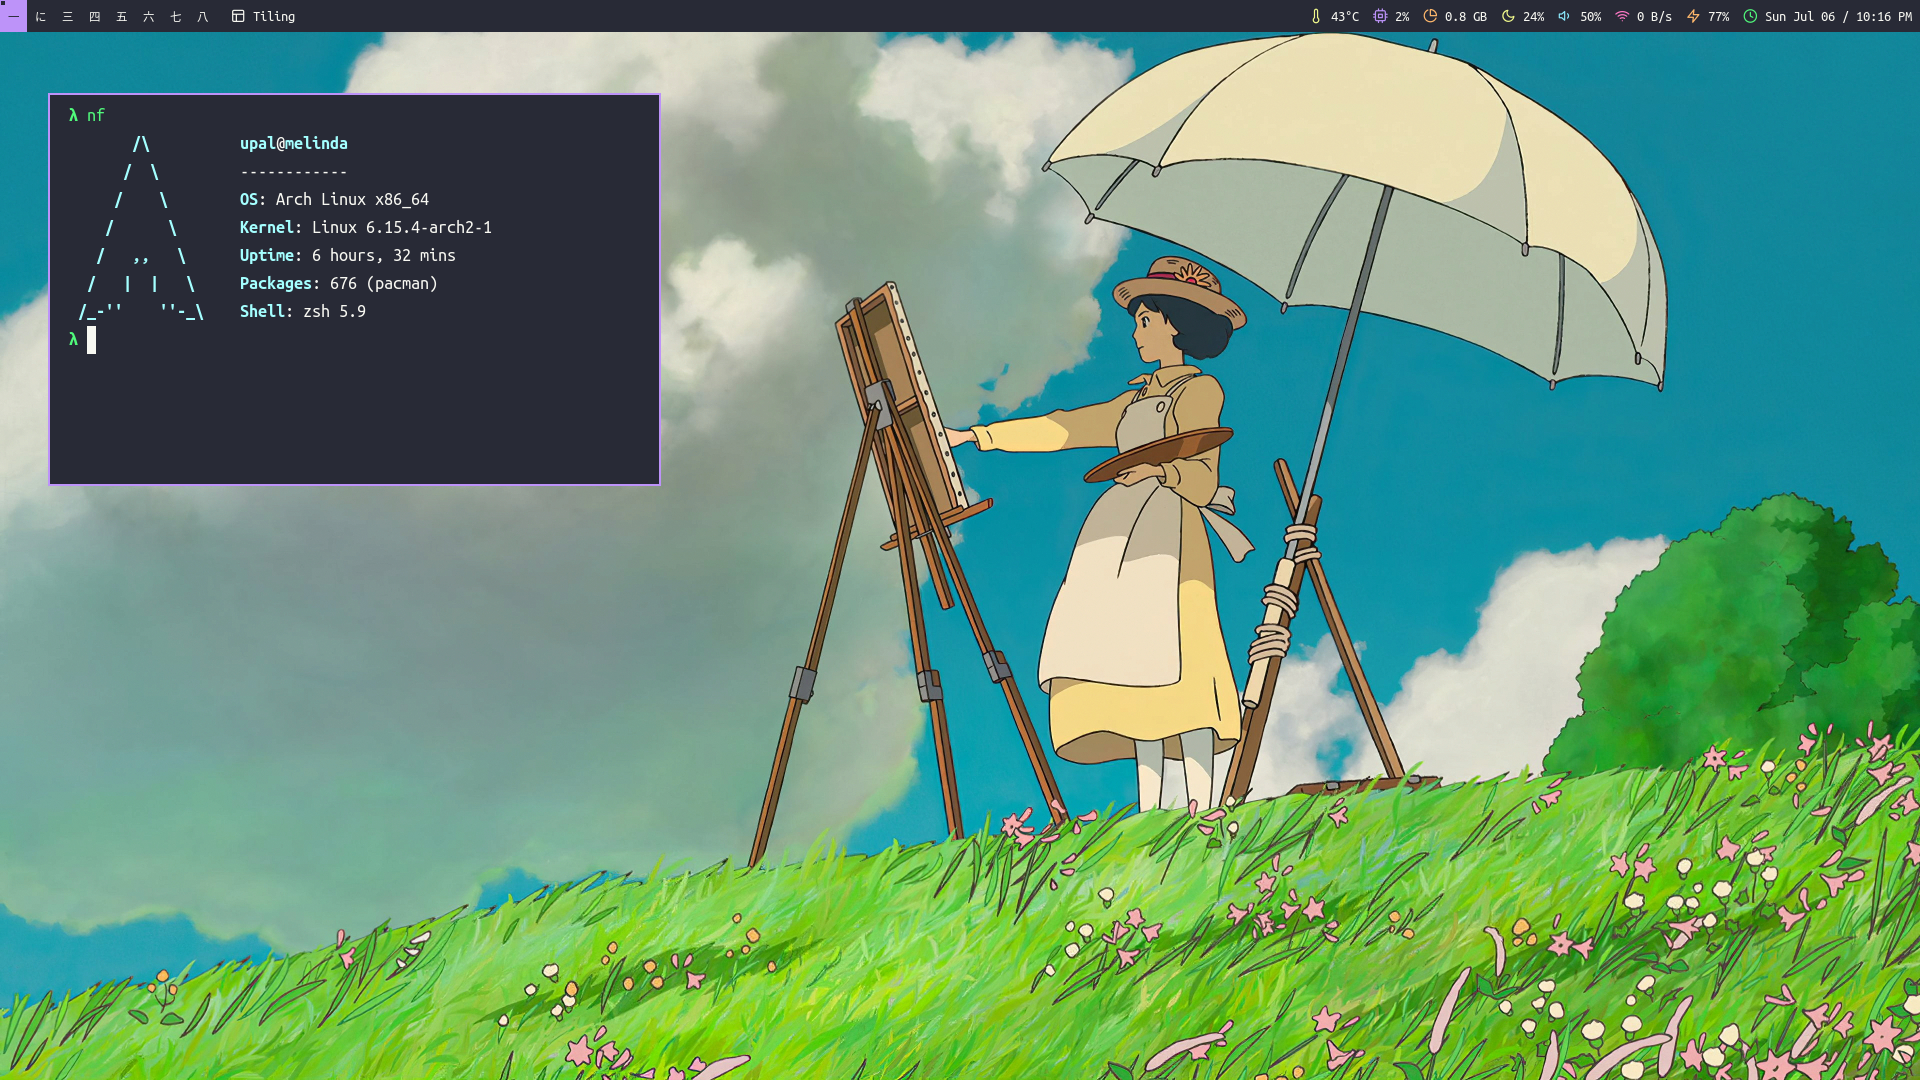 一 に 三 四 五 六 七 八 Tiling 43°C 2% 0.8 GB 24% 50% 0 B/s 77% Sun Jul 06 / 10:16 PM
λ nf
upal@melinda
------------
OS: Arch Linux x86_64
Kernel: Linux 6.15.4-arch2-1
Uptime: 6 hours, 32 mins
Packages: 676 (pacman)
Shell: zsh 5.9
λ